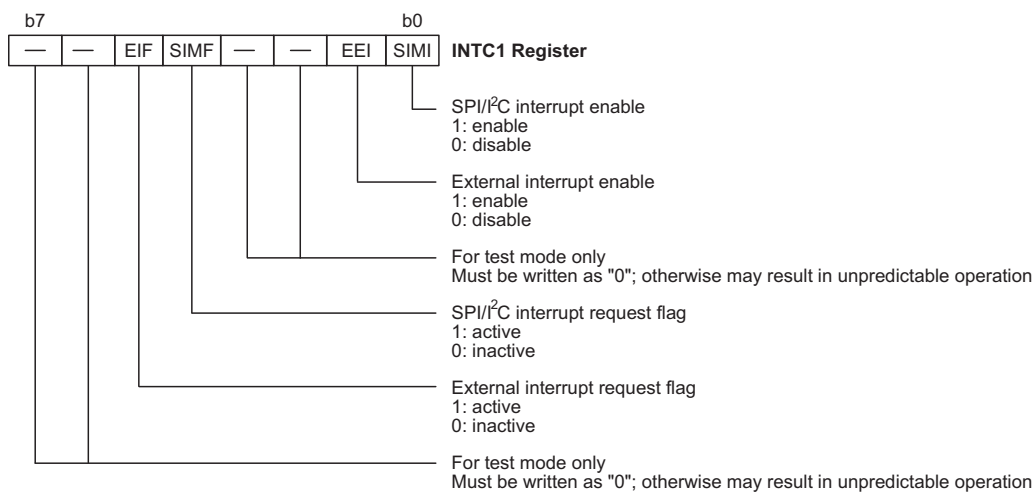 b7 b0
— — EIF SIMF — — EEI SIMI INTC1 Register
SPI/I²C interrupt enable
1: enable
0: disable
External interrupt enable
1: enable
0: disable
For test mode only
Must be written as "0"; otherwise may result in unpredictable operation
SPI/I²C interrupt request flag
1: active
0: inactive
External interrupt request flag
1: active
0: inactive
For test mode only
Must be written as "0"; otherwise may result in unpredictable operation